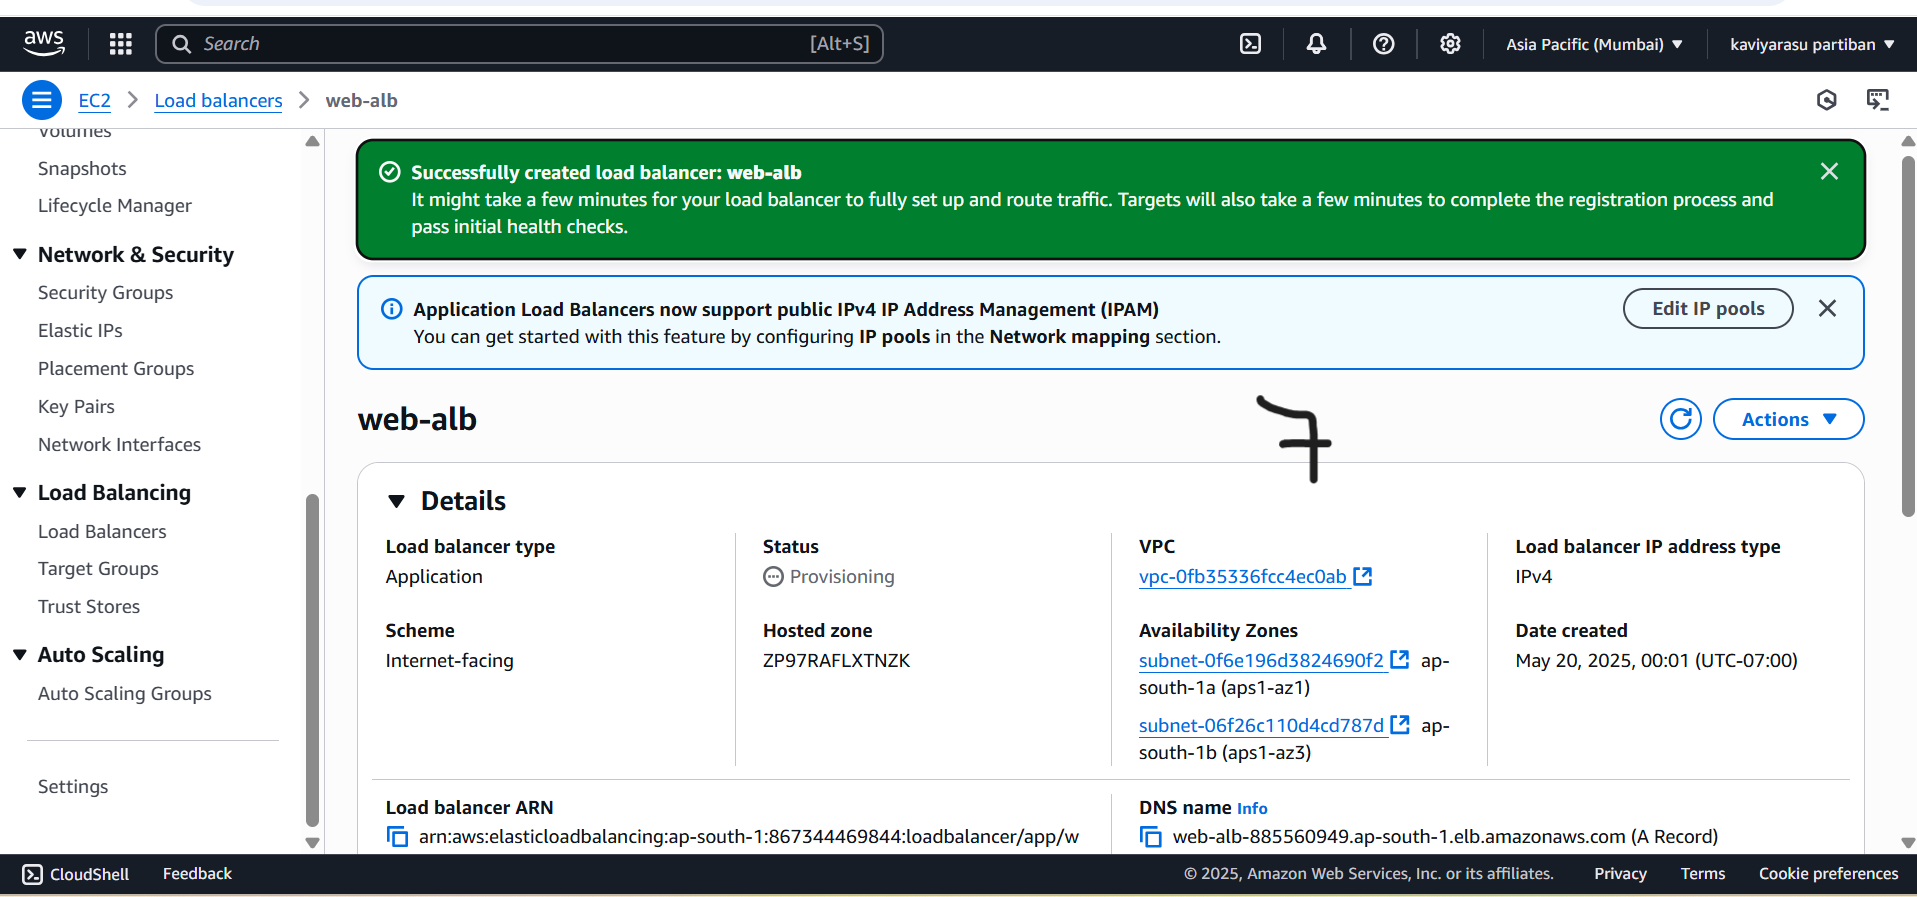 aws
Search [Alt+S]
Asia Pacific (Mumbai)
kaviyarasu partiban
EC2
Load balancers
web-alb
Volumes
Snapshots
Lifecycle Manager
Network & Security
Security Groups
Elastic IPs
Placement Groups
Key Pairs
Network Interfaces
Load Balancing
Load Balancers
Target Groups
Trust Stores
Auto Scaling
Auto Scaling Groups
Settings
Successfully created load balancer: web-alb
It might take a few minutes for your load balancer to fully set up and route traffic. Targets will also take a few minutes to complete the registration process and
pass initial health checks.
Application Load Balancers now support public IPv4 IP Address Management (IPAM)
You can get started with this feature by configuring IP pools in the Network mapping section.
Edit IP pools
web-alb
7
Actions
Details
Load balancer type
Application
Status
Provisioning
VPC
vpc-0fb35336fcc4ec0ab
Load balancer IP address type
IPv4
Scheme
Internet-facing
Hosted zone
ZP97RAFLXTNZK
Availability Zones
subnet-0f6e196d3824690f2 ap-
south-1a (aps1-az1)
subnet-06f26c110d4cd787d ap-
south-1b (aps1-az3)
Date created
May 20, 2025, 00:01 (UTC-07:00)
Load balancer ARN
arn:aws:elasticloadbalancing:ap-south-1:867344469844:loadbalancer/app/w
DNS name Info
web-alb-885560949.ap-south-1.elb.amazonaws.com (A Record)
CloudShell
Feedback
© 2025, Amazon Web Services, Inc. or its affiliates.
Privacy
Terms
Cookie preferences